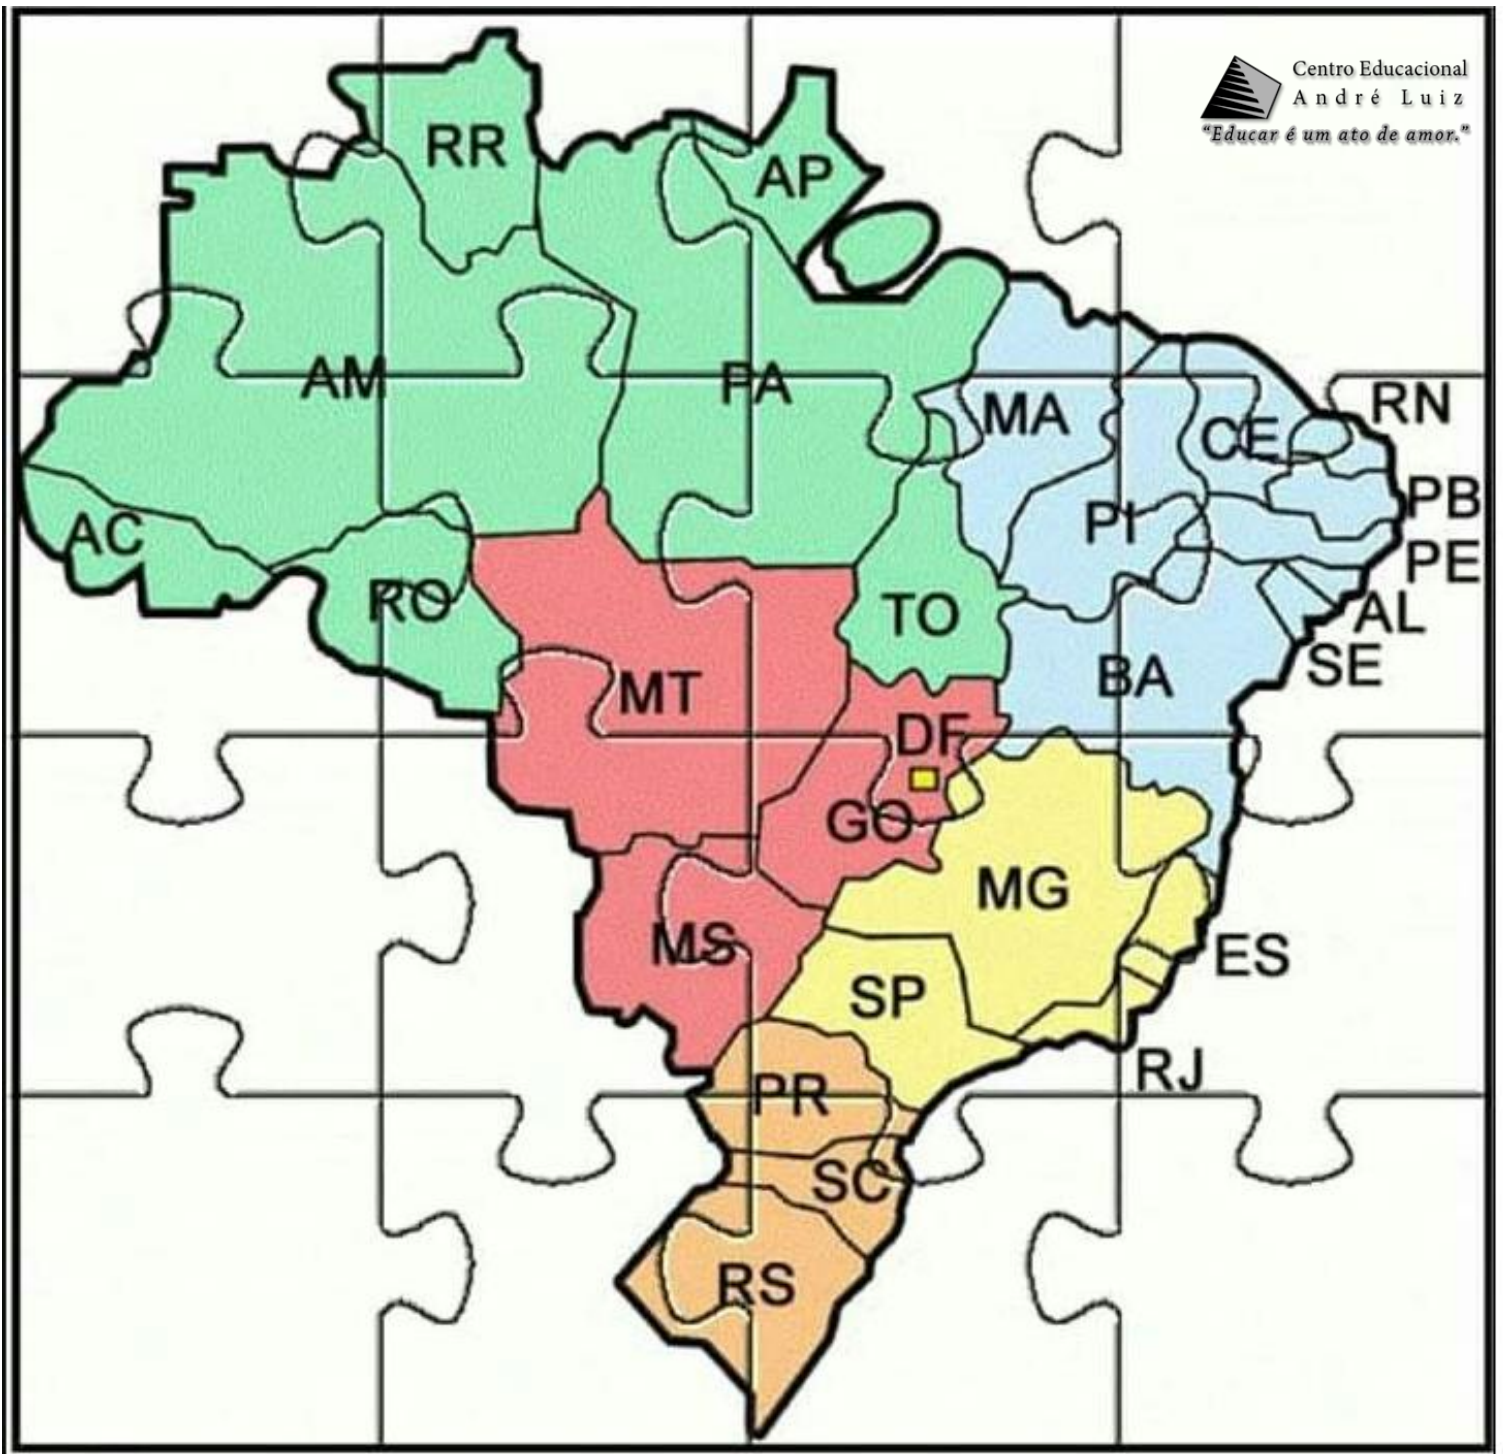 Centro Educacional
André Luiz
“Educar é um ato de amor.”
RR
AP
AM
PA
MA
CE
RN
PB
PI
AC
PE
RO
TO
AL
SE
MT
BA
DF
GO
MG
MS
ES
SP
RJ
PR
SC
RS